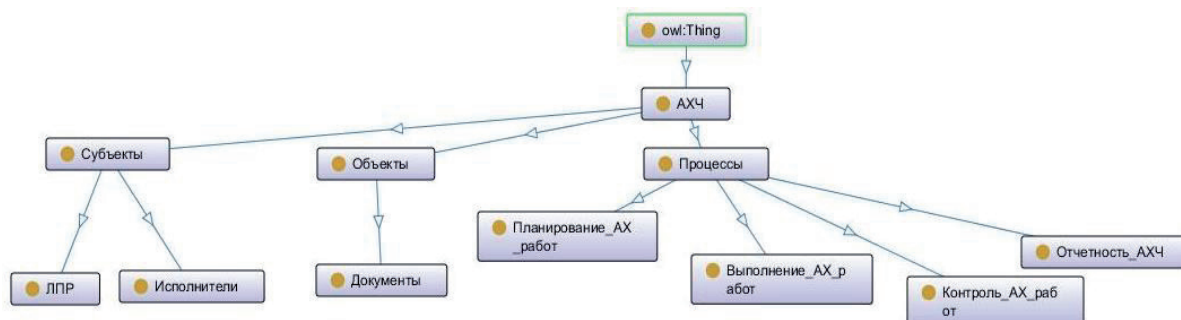 owl:Thing
АХЧ
Субъекты
Объекты
Процессы
Планирование_АХ
_работ
Отчетность_АХЧ
ЛПР
Исполнители
Документы
Выполнение_АХ_р
абот
Контроль_АХ_раб
от